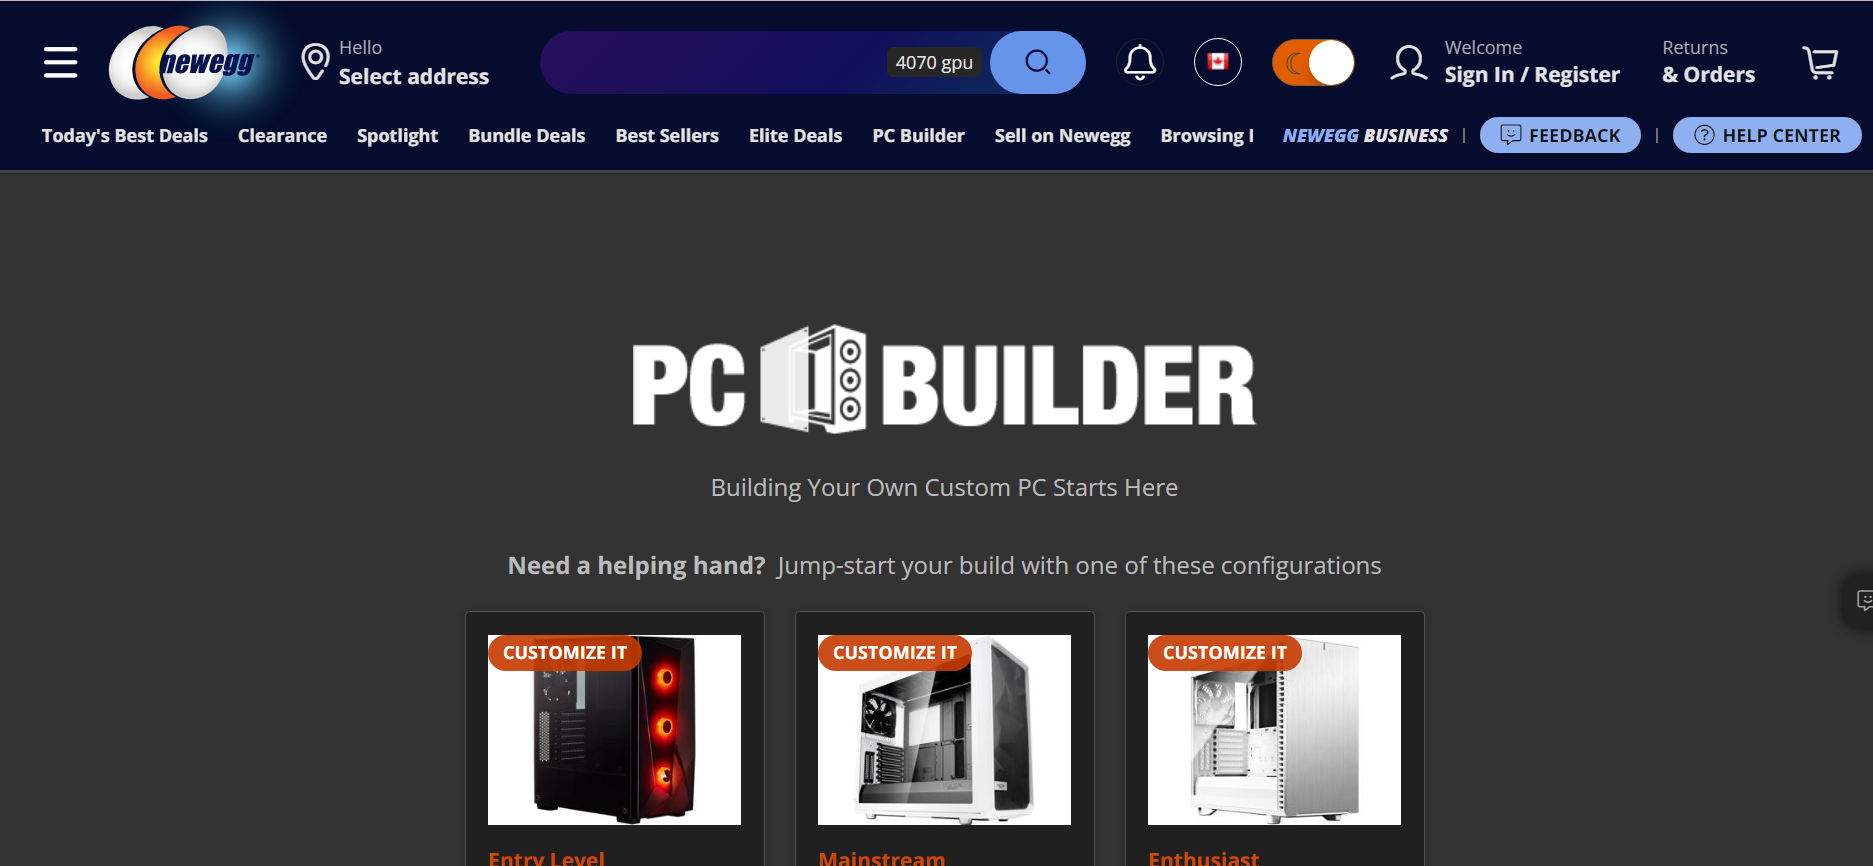 newegg
Hello
Select address
4070 gpu
Welcome
Sign In / Register
Returns
& Orders
Today's Best Deals
Clearance
Spotlight
Bundle Deals
Best Sellers
Elite Deals
PC Builder
Sell on Newegg
Browsing
NEWEGG BUSINESS
FEEDBACK
HELP CENTER
PC BUILDER
Building Your Own Custom PC Starts Here
Need a helping hand? Jump-start your build with one of these configurations
CUSTOMIZE IT
CUSTOMIZE IT
CUSTOMIZE IT
Entry Level
Mainstream
Enthusiast